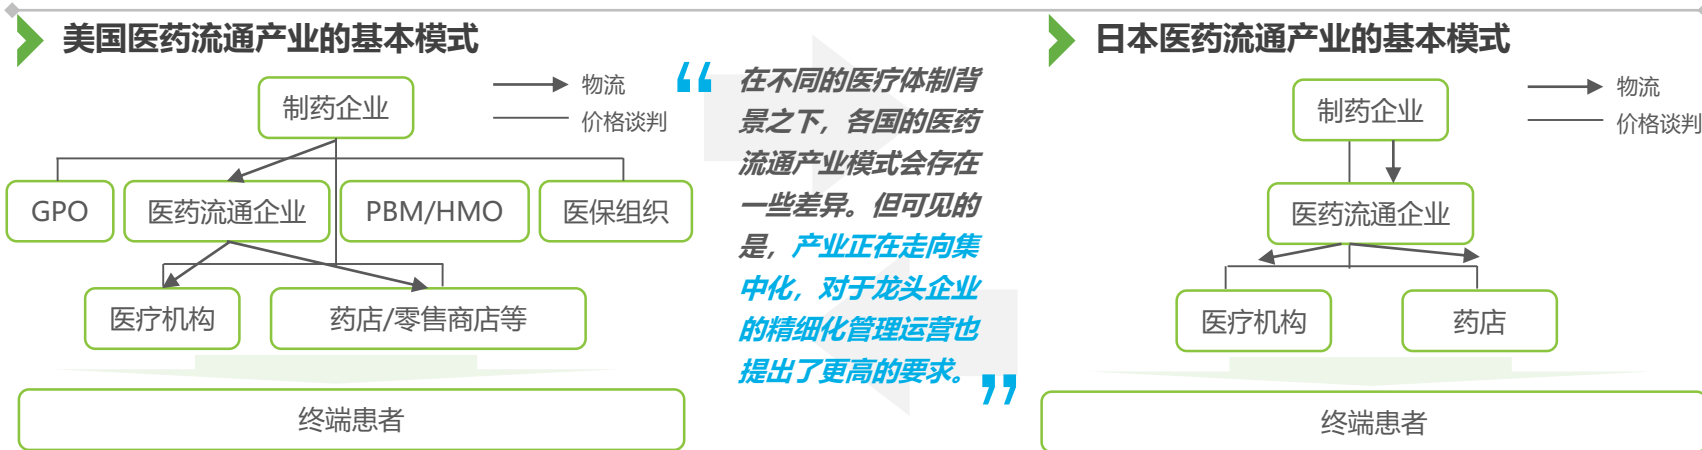 美国医药流通产业的基本模式
制药企业
物流
价格谈判
GPO
医药流通企业
PBM/HMO
医保组织
医疗机构
药店/零售商店等
终端患者
“
在不同的医疗体制背
景之下，各国的医药
流通产业模式会存在
一些差异。但可见的
是，产业正在走向集
中化，对于龙头企业
的精细化管理运营也
提出了更高的要求。
”
日本医药流通产业的基本模式
制药企业
物流
价格谈判
医药流通企业
医疗机构
药店
终端患者